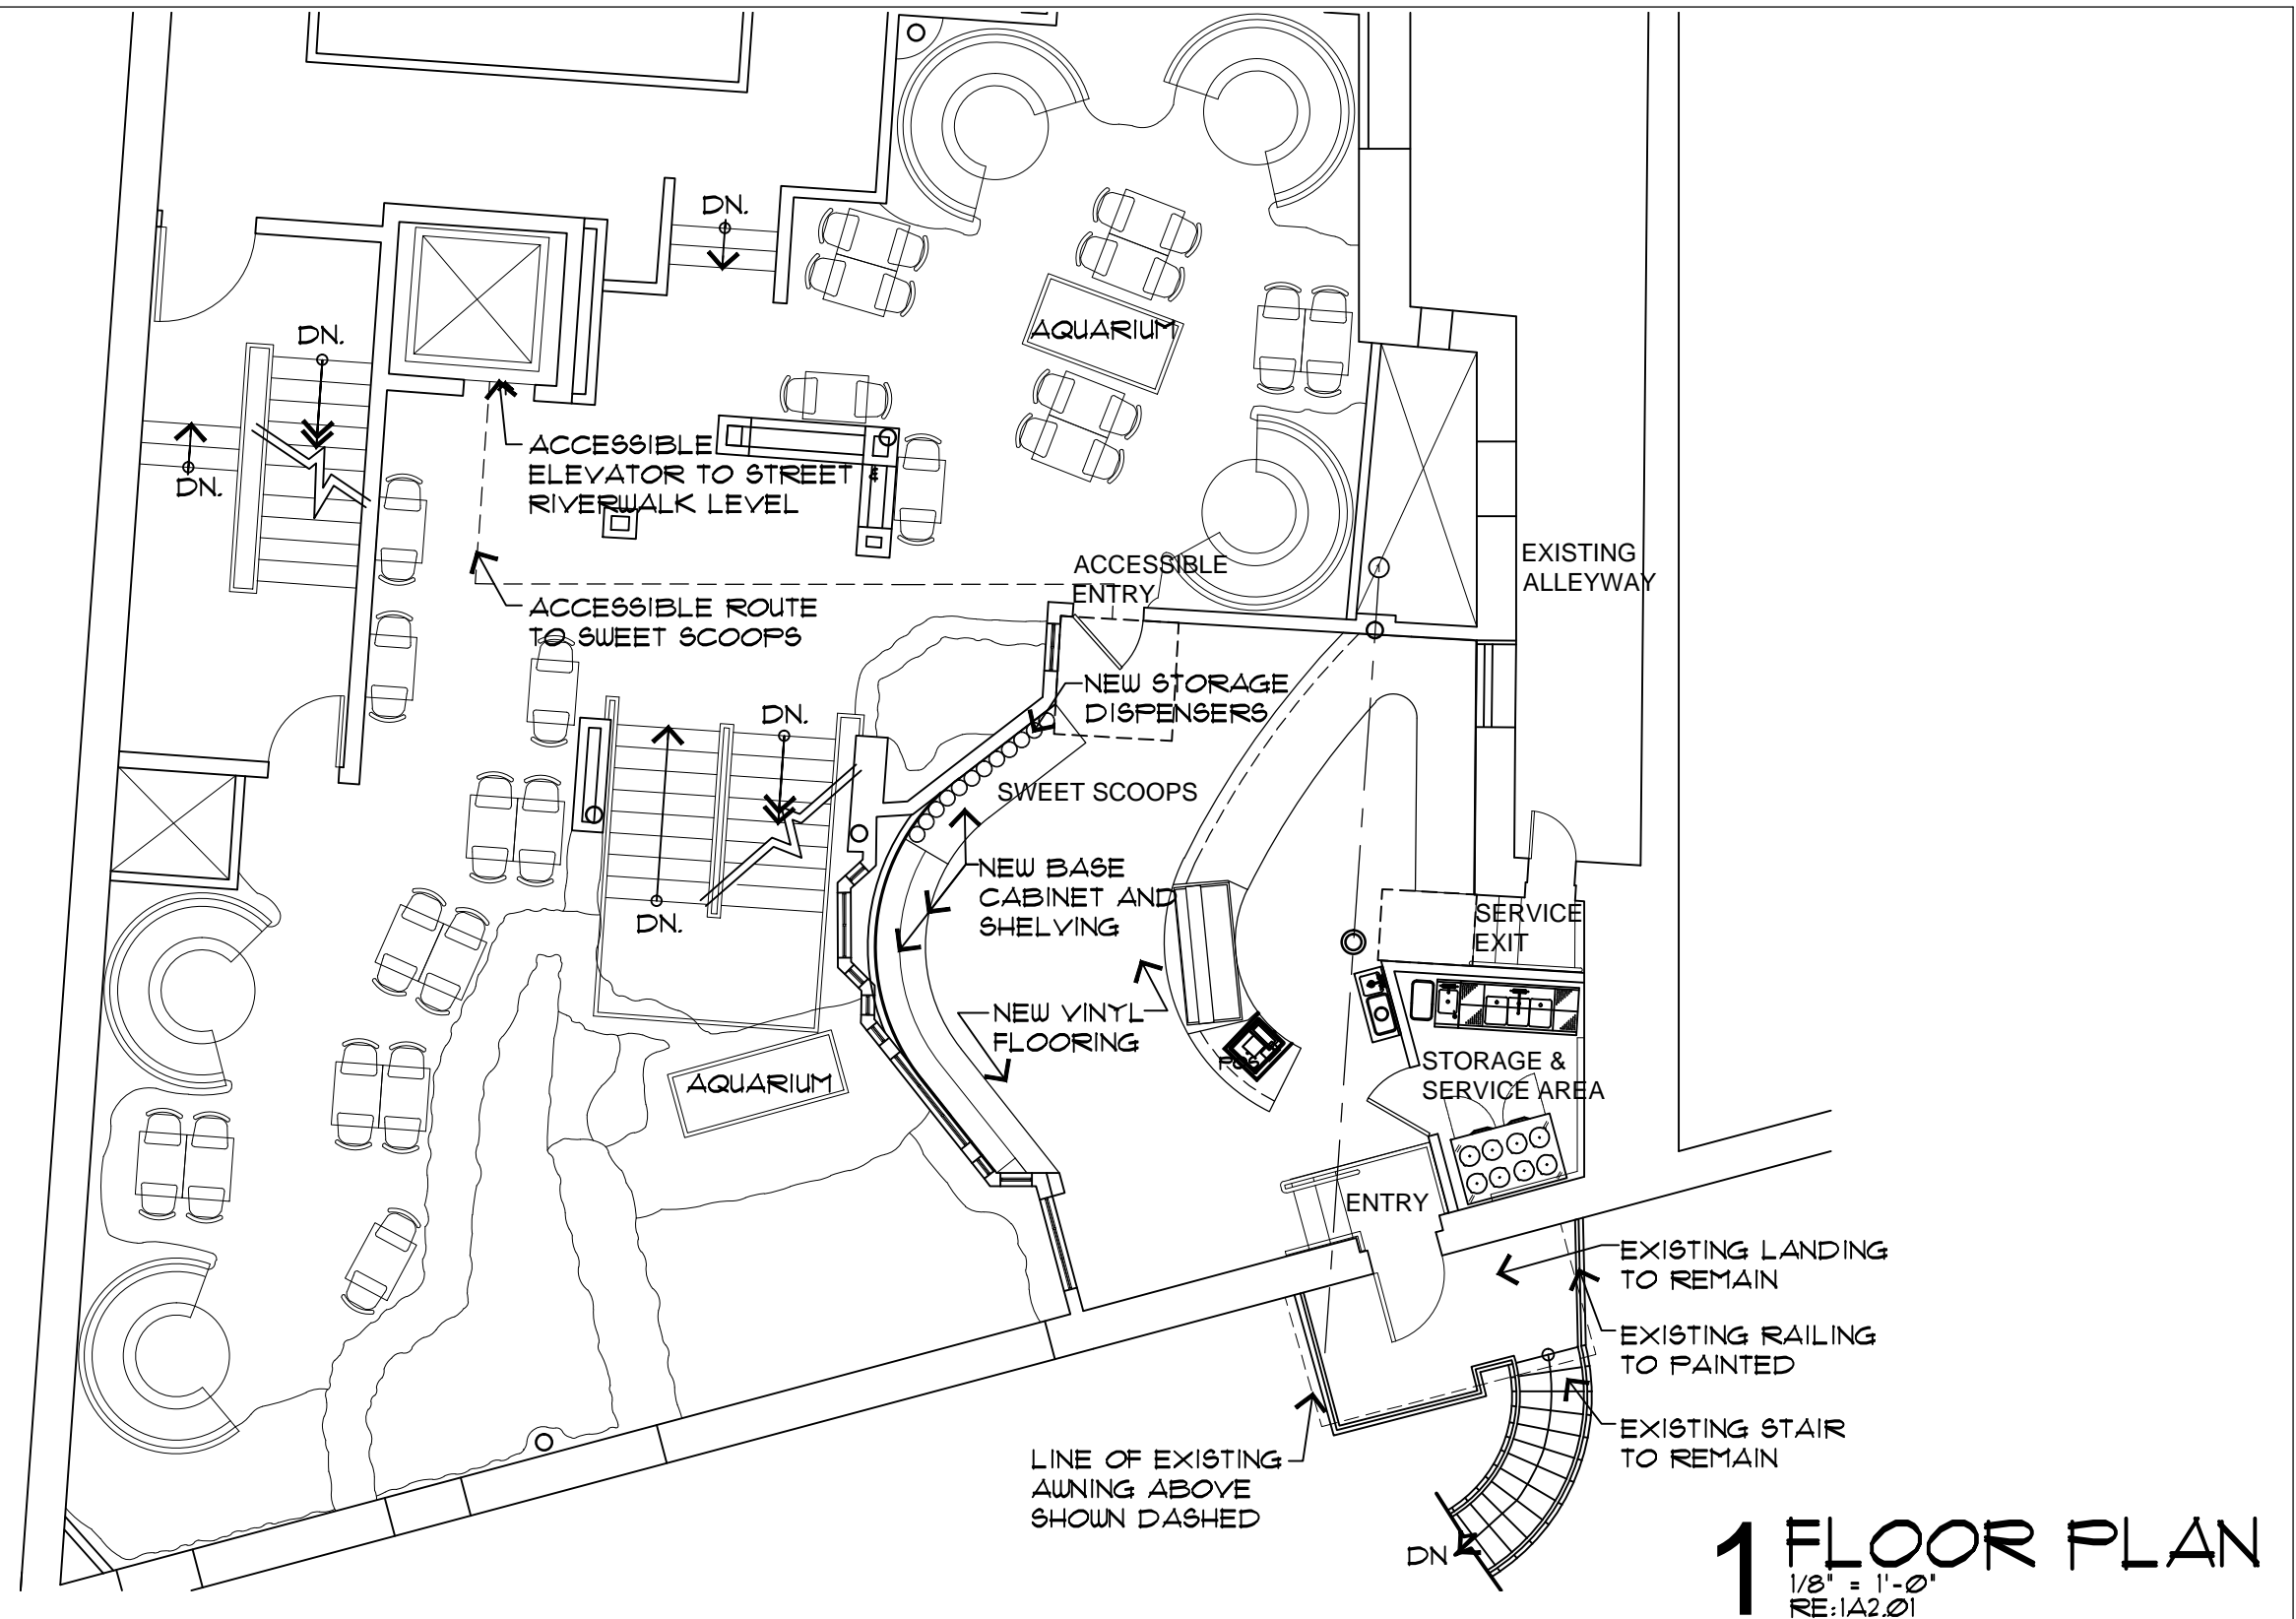 DN.
DN.
AQUARIUM
DN.
ACCESSIBLE
ELEVATOR TO STREET
RIVERWALK LEVEL
ACCESSIBLE
ENTRY
EXISTING
ALLEYWAY
ACCESSIBLE ROUTE
TO SWEET SCOOPS
NEW STORAGE
DISPENSERS
DN.
SWEET SCOOPS
NEW BASE
CABINET AND
SHELVING
DN.
SERVICE
EXIT
NEW VINYL
FLOORING
POS
AQUARIUM
STORAGE &
SERVICE AREA
ENTRY
EXISTING LANDING
TO REMAIN
EXISTING RAILING
TO PAINTED
EXISTING STAIR
TO REMAIN
LINE OF EXISTING
AWNING ABOVE
SHOWN DASHED
DN
1 FLOOR PLAN
1/8" = 1'-0"
RE:1A2.01